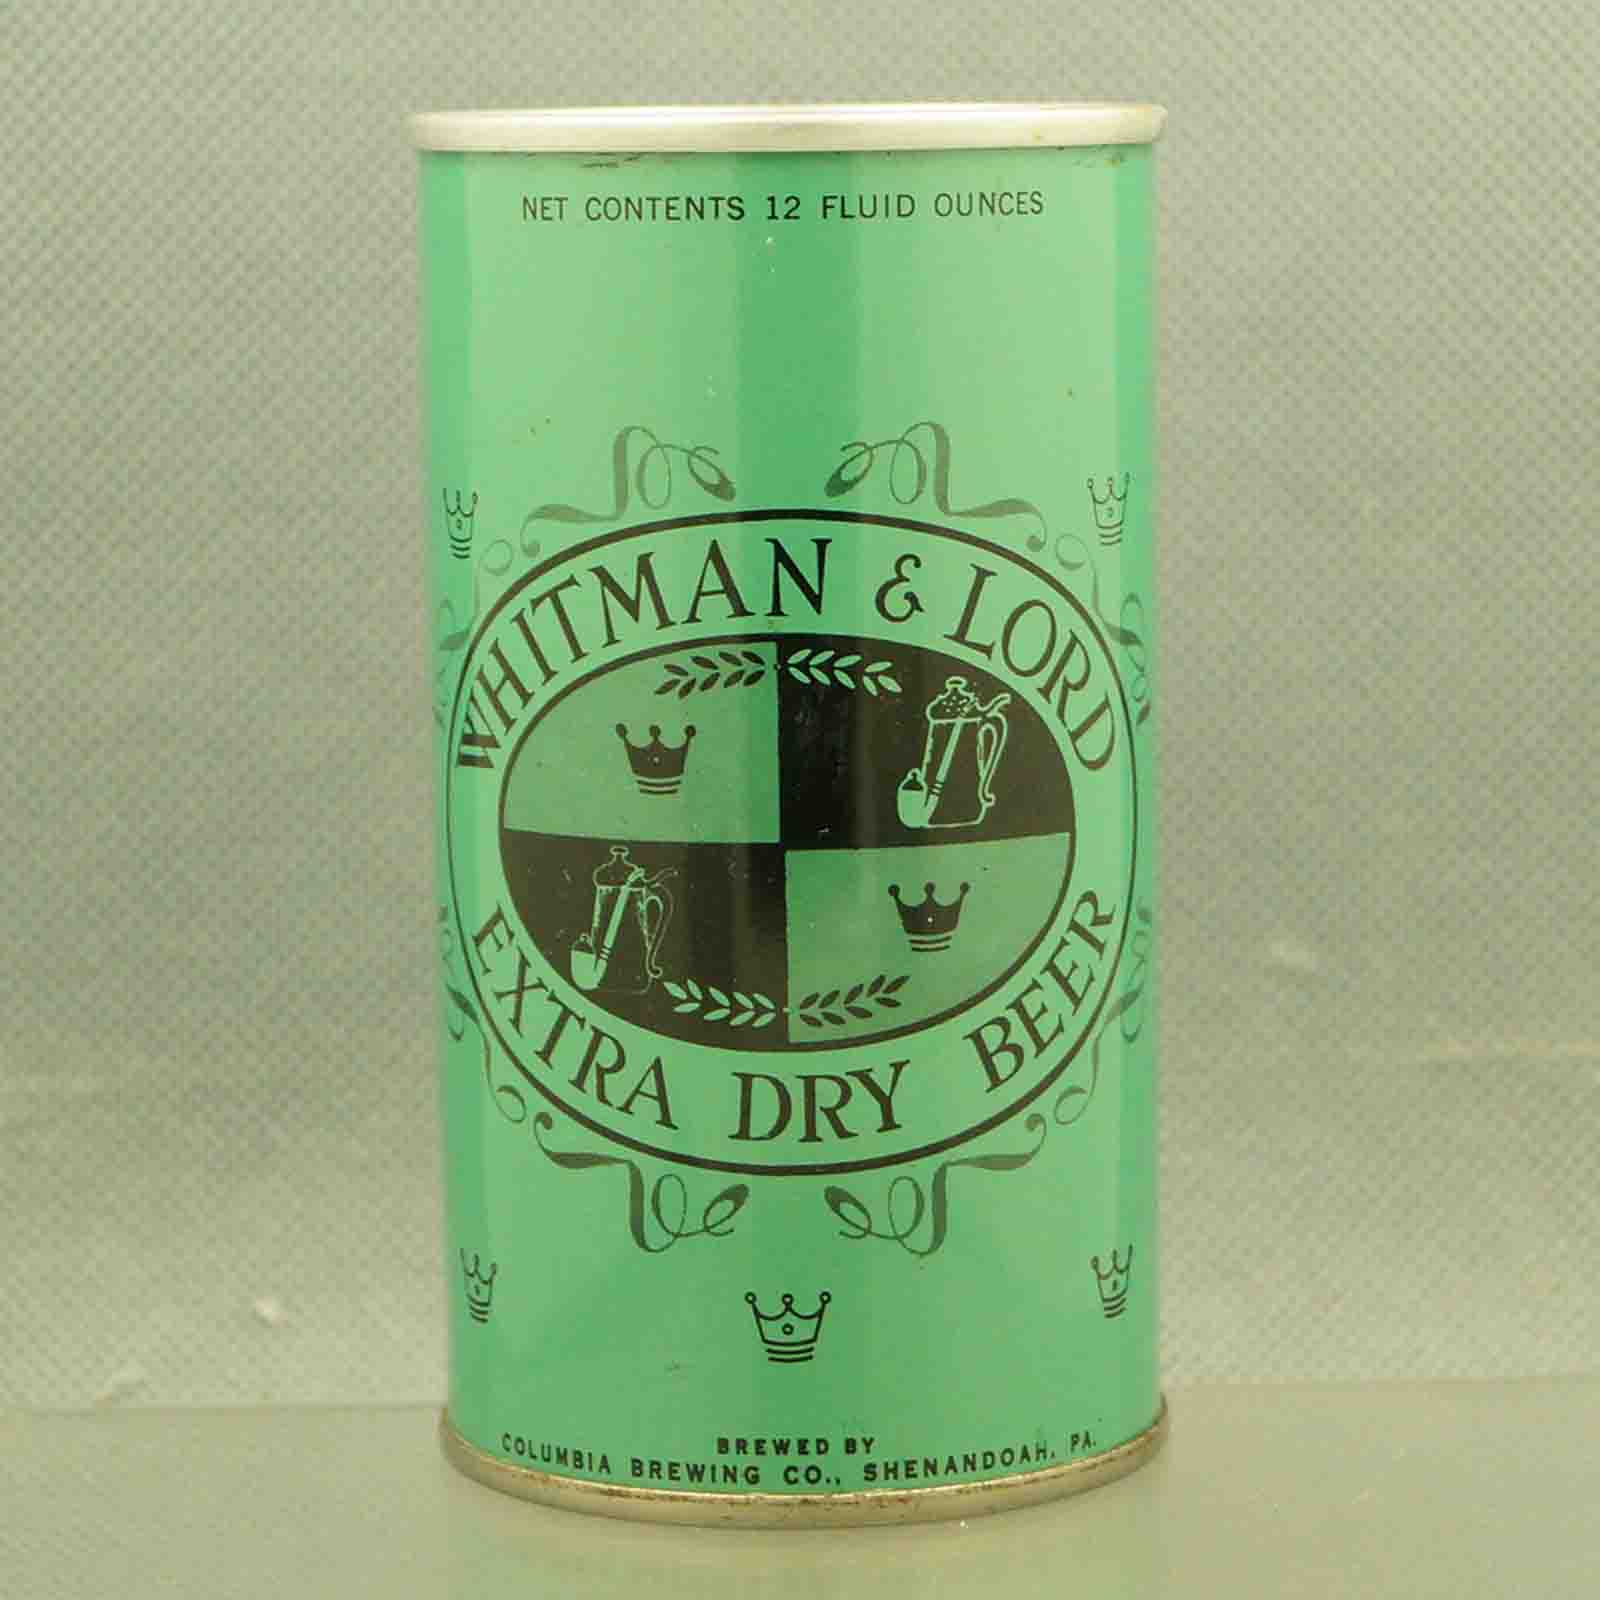 NET CONTENTS 12 FLUID OUNCES
WHITMAN & LORD
EXTRA DRY BEER
BREWED BY
COLUMBIA BREWING CO., SHENANDOAH, PA.